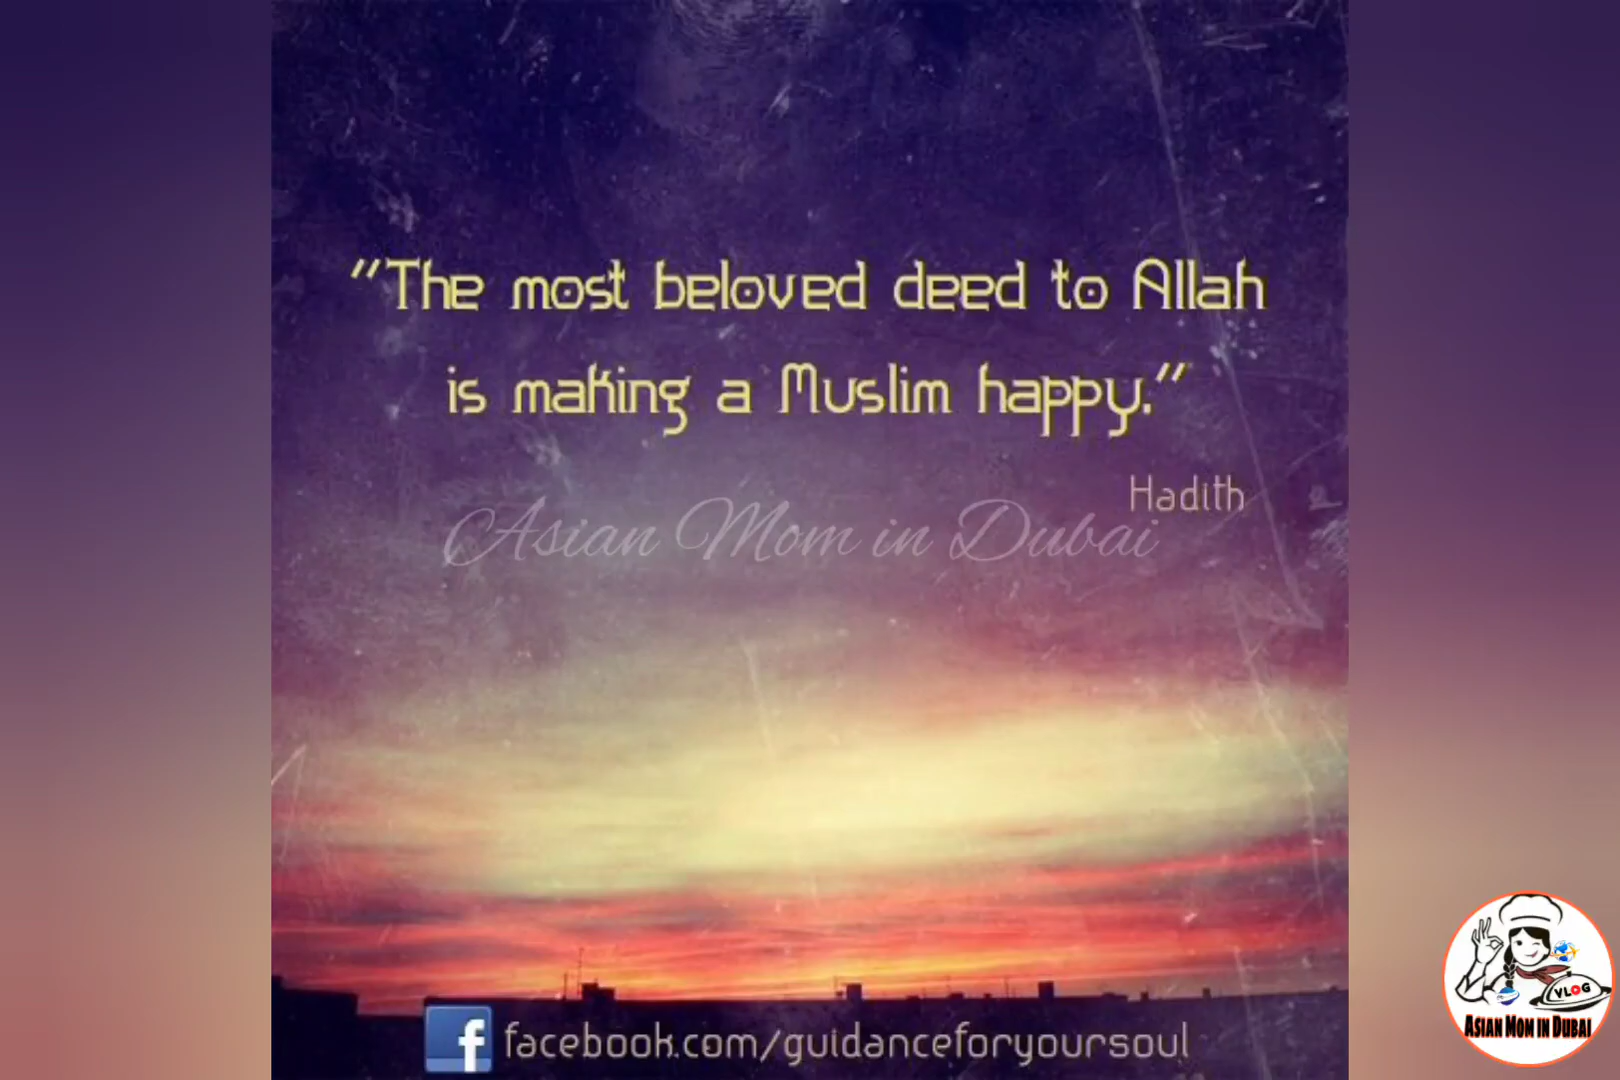 "The most beloved deed to Allah
is making a Muslim happy."
Hadith
Asian Mom in Dubai
facebook.com/guidanceforyoursoul
VLOG
ASIAN MOM IN DUBAI